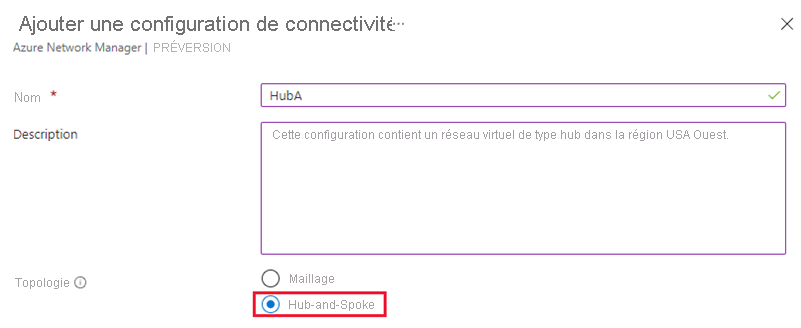 Ajouter une configuration de connectivité ...
Azure Network Manager | PRÉVERSION
Nom *
HubA
Description
Cette configuration contient un réseau virtuel de type hub dans la région USA Ouest.
Topologie
Maillage
Hub-and-Spoke